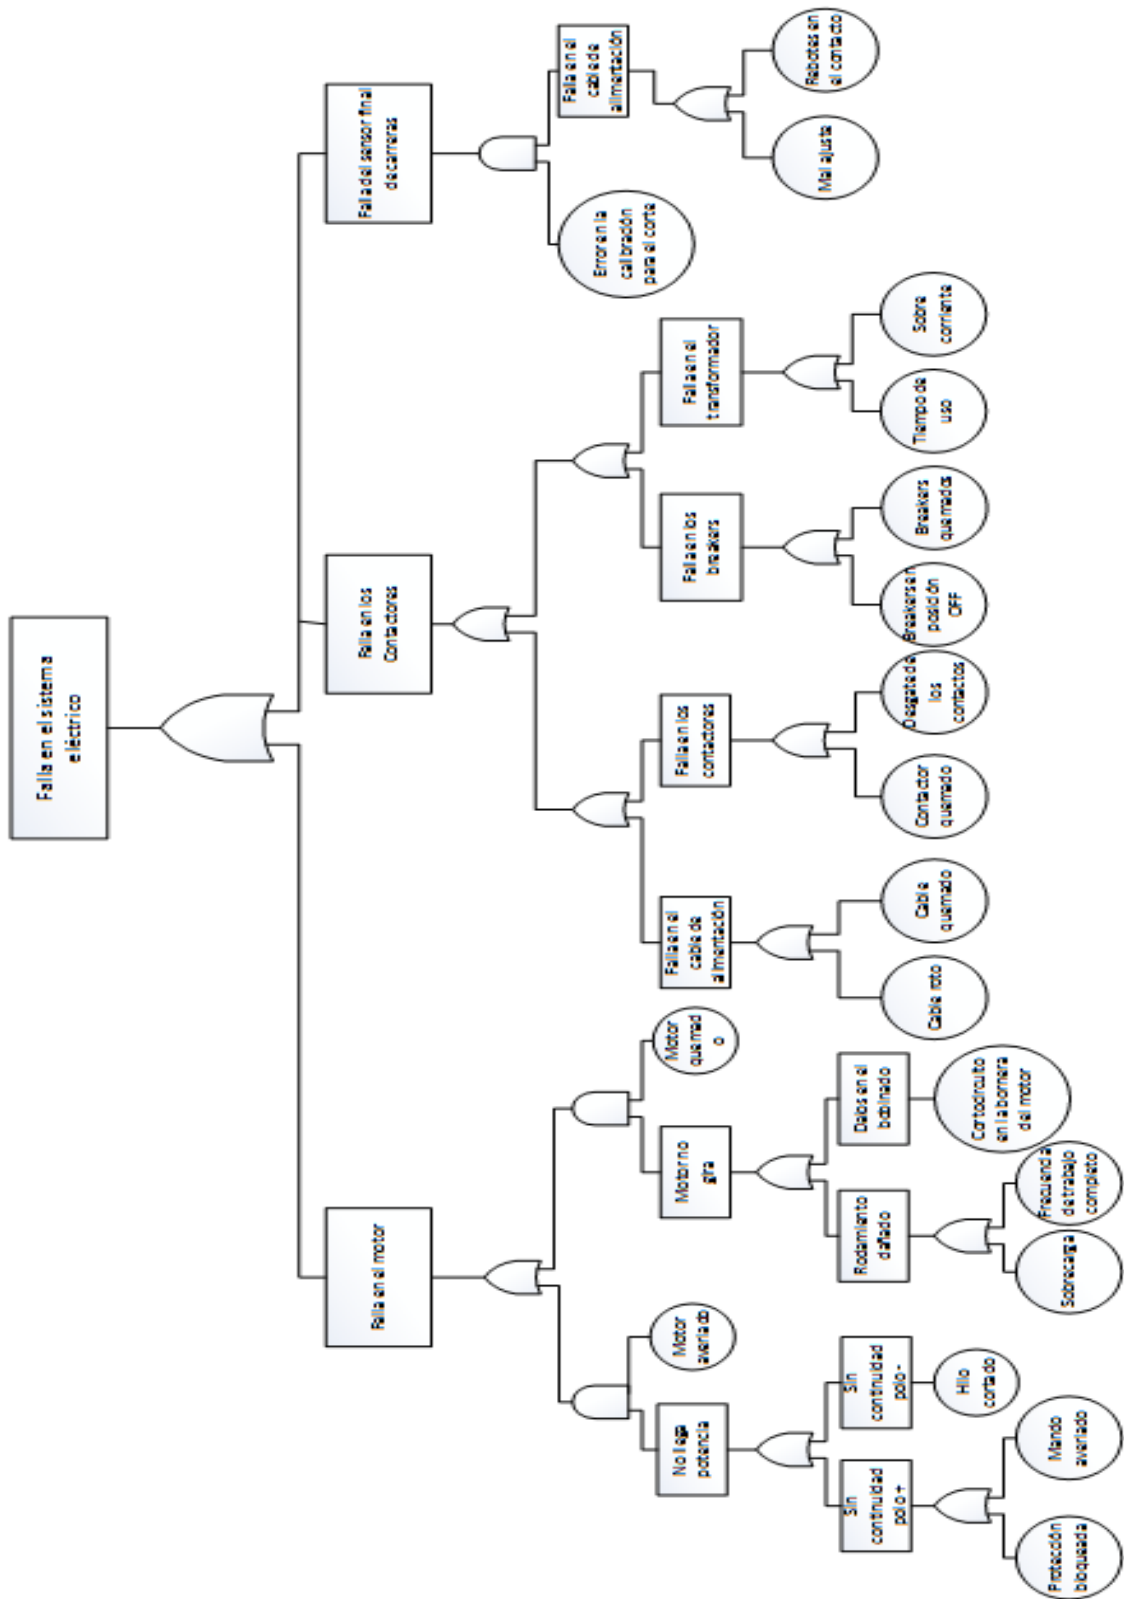 Falla en el sistema
eléctrico
Falla en el motor
Falla en los
Contactores
Falla del sensor final
de carreras
No llega
potencia
Motor
averiado
Motor no
gira
Motor
quemad
o
Falla en el
cable de
alimentación
Falla en los
contactores
Falla en los
breakers
Falla en el
transformador
Error en la
calibración
para el corte
Falla en el
cable de
alimentación
Sin
continuidad
polo +
Sin
continuidad
polo -
Rodamiento
dañado
Daños en el
bobinado
Cable roto
Cable
quemado
Contactor
quemado
Desgate de
los
contactos
Breakers en
posición
OFF
Breakers
quemados
Tiempo de
uso
Sobre
corriente
Mal ajuste
Rebotes en
el contacto
Protección
bloqueada
Mando
averiado
Hilo
cortado
Sobrecarga
Frecuencia
de trabajo
completo
Cortocircuito
en la bornera
del motor